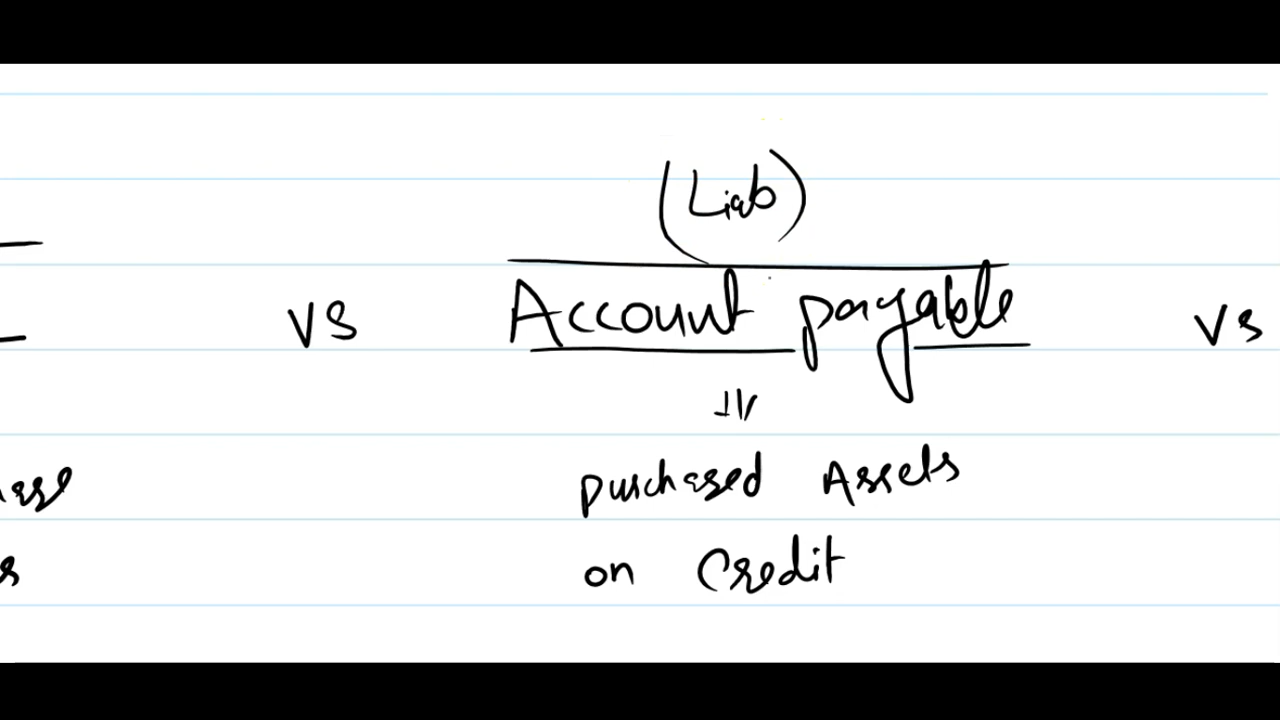 (Liab)
vs Account payable vs
purchased Assets
on Credit